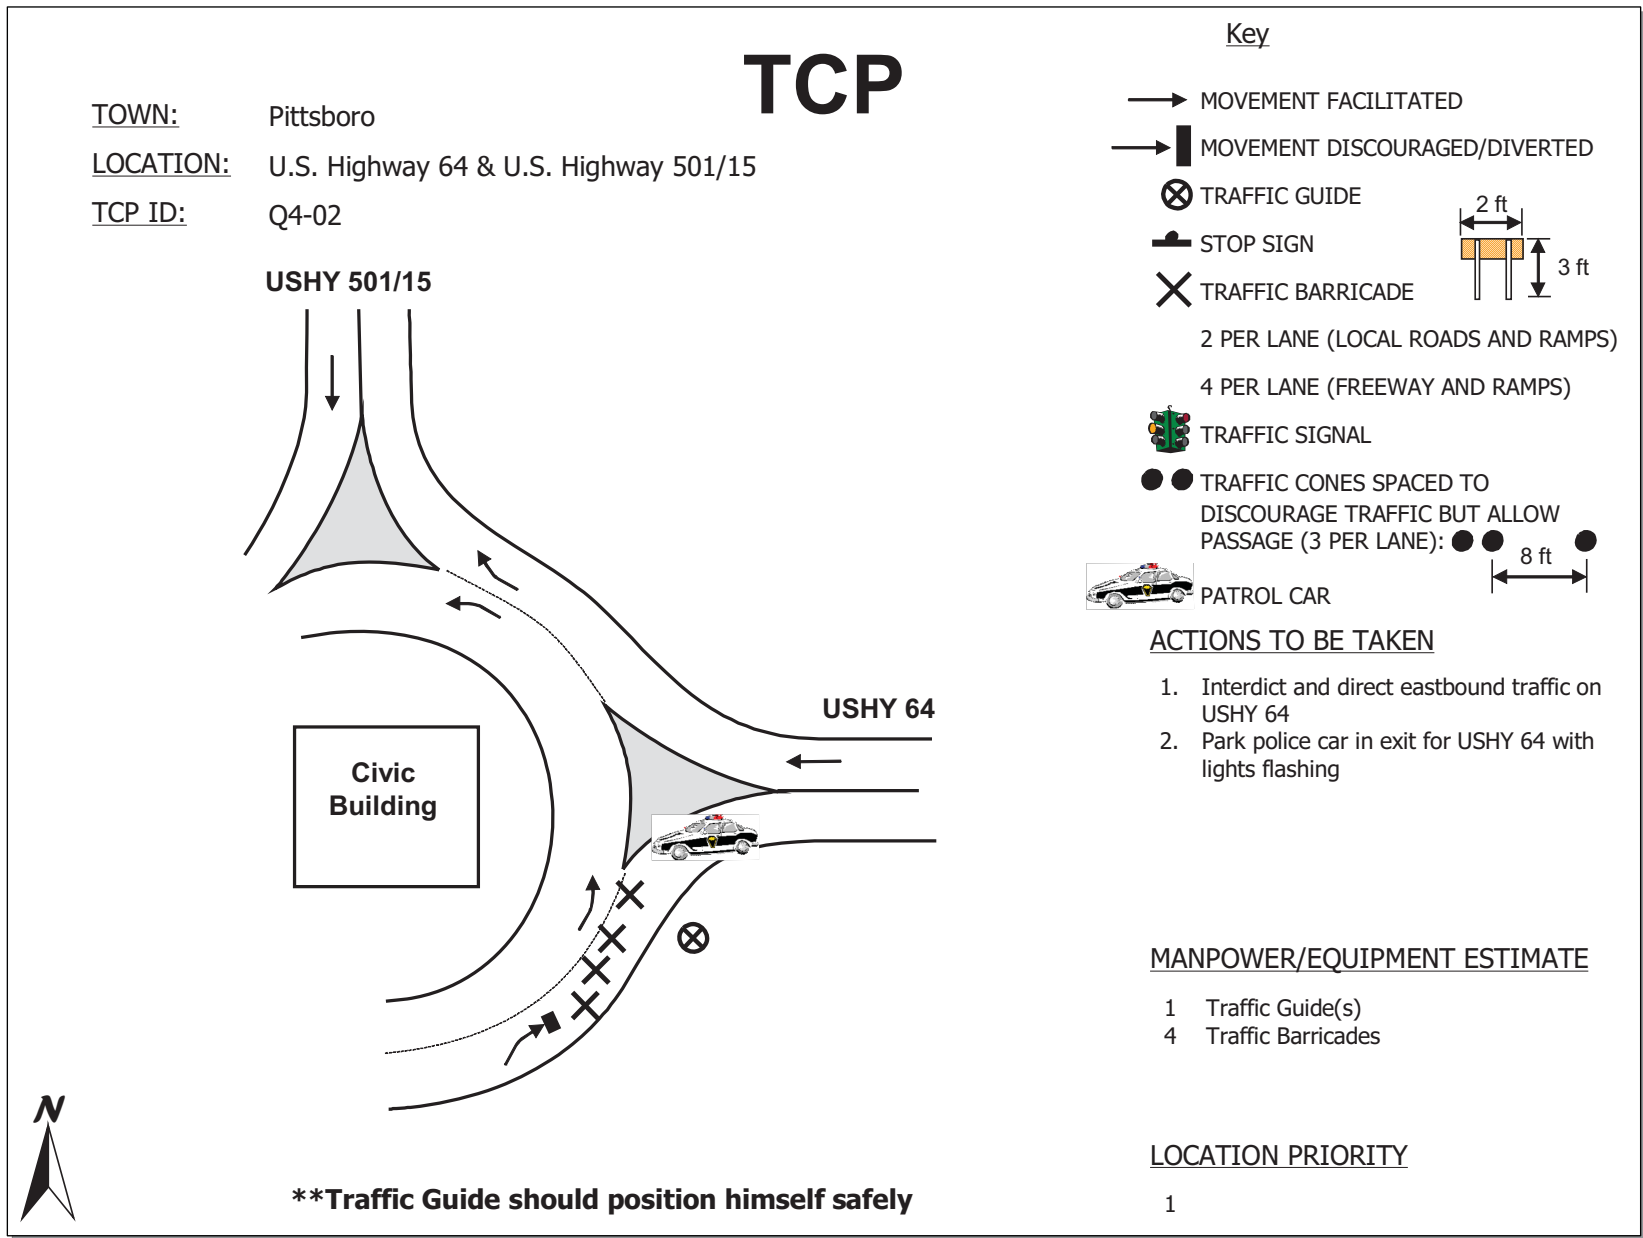 TCP
TOWN: Pittsboro
LOCATION: U.S. Highway 64 & U.S. Highway 501/15
TCP ID: Q4-02
USHY 501/15
USHY 64
Civic
Building
N
**Traffic Guide should position himself safely
Key
MOVEMENT FACILITATED
MOVEMENT DISCOURAGED/DIVERTED
TRAFFIC GUIDE
2 ft
STOP SIGN
3 ft
TRAFFIC BARRICADE
2 PER LANE (LOCAL ROADS AND RAMPS)
4 PER LANE (FREEWAY AND RAMPS)
TRAFFIC SIGNAL
TRAFFIC CONES SPACED TO
DISCOURAGE TRAFFIC BUT ALLOW
PASSAGE (3 PER LANE):
8 ft
PATROL CAR
ACTIONS TO BE TAKEN
1. Interdict and direct eastbound traffic on
USHY 64
2. Park police car in exit for USHY 64 with
lights flashing
MANPOWER/EQUIPMENT ESTIMATE
1 Traffic Guide(s)
4 Traffic Barricades
LOCATION PRIORITY
1